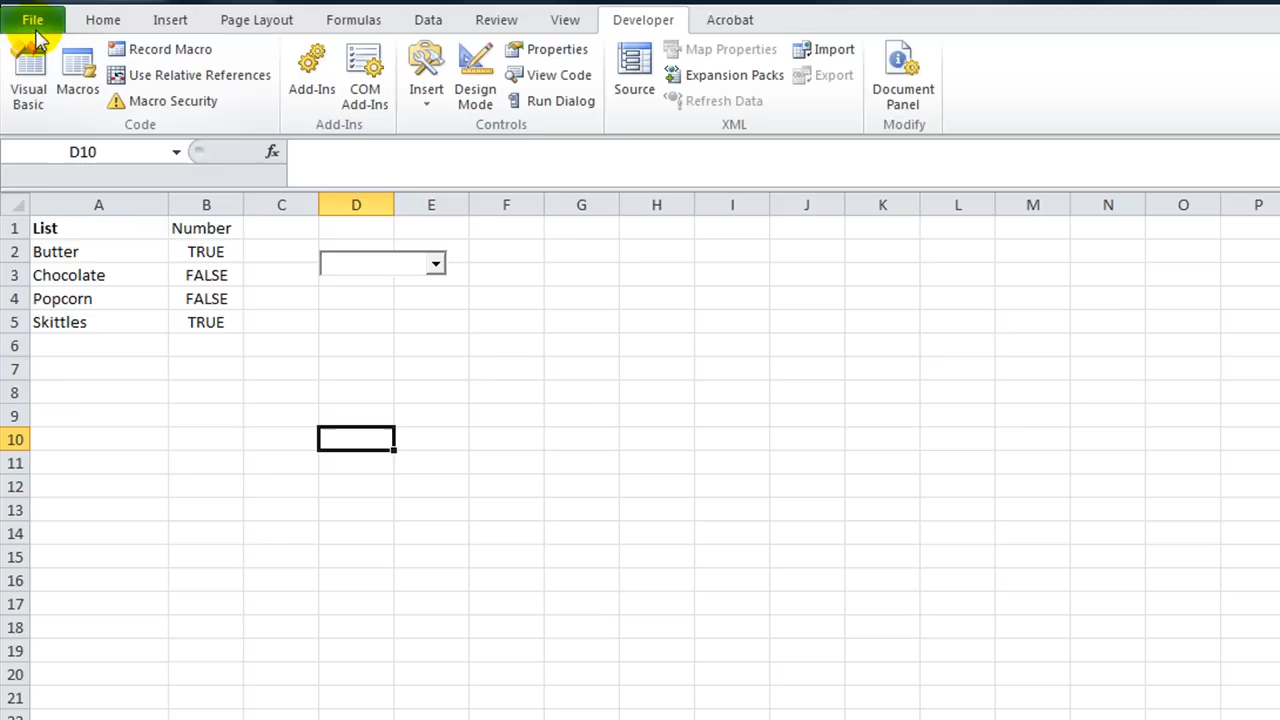 File Home Insert Page Layout Formulas Data Review View Developer Acrobat
Visual Basic Macros Record Macro Use Relative References Macro Security Code
Add-Ins COM Add-Ins Add-Ins
Insert Design Mode Properties View Code Run Dialog Controls
Source Map Properties Expansion Packs Refresh Data Import Export XML
Document Panel Modify
D10 fx
A B C D E F G H I J K L M N O P
1 List Number
2 Butter TRUE
3 Chocolate FALSE
4 Popcorn FALSE
5 Skittles TRUE
6
7
8
9
10
11
12
13
14
15
16
17
18
19
20
21